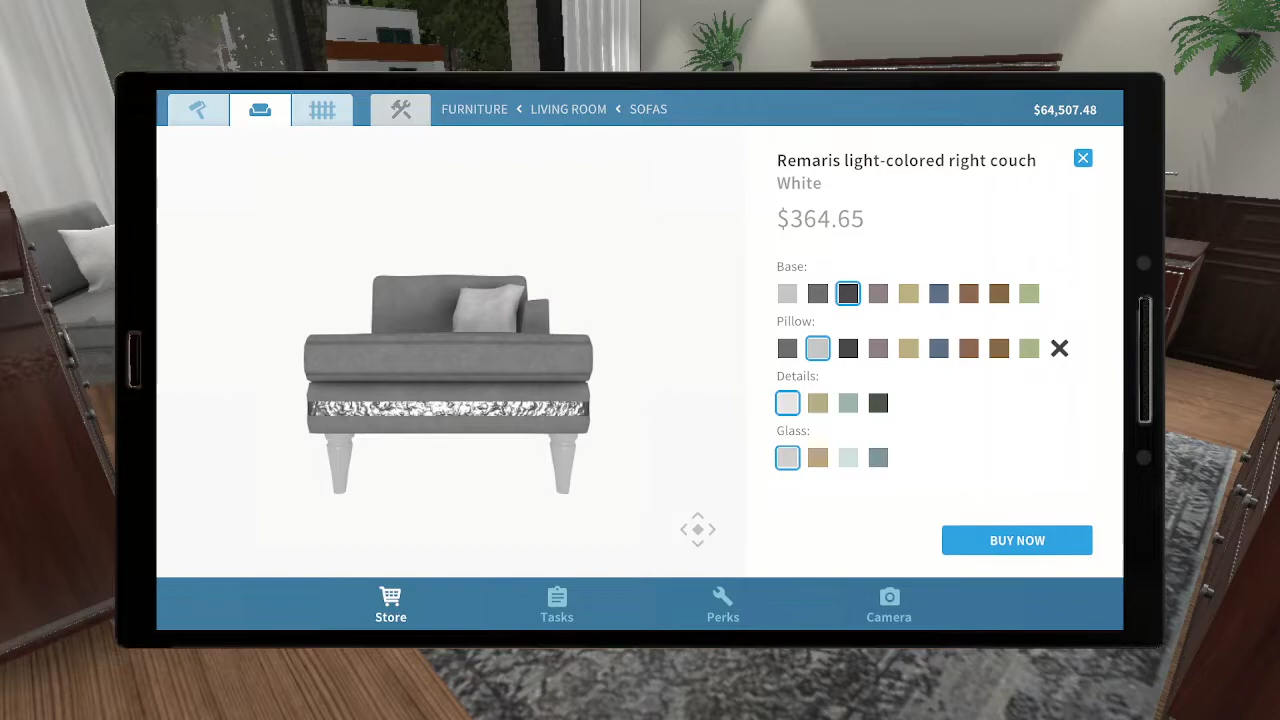 FURNITURE < LIVING ROOM < SOFAS
$64,507.48
Remaris light-colored right couch
White
$364.65
Base:
Pillow:
Details:
Glass:
BUY NOW
Store
Tasks
Perks
Camera